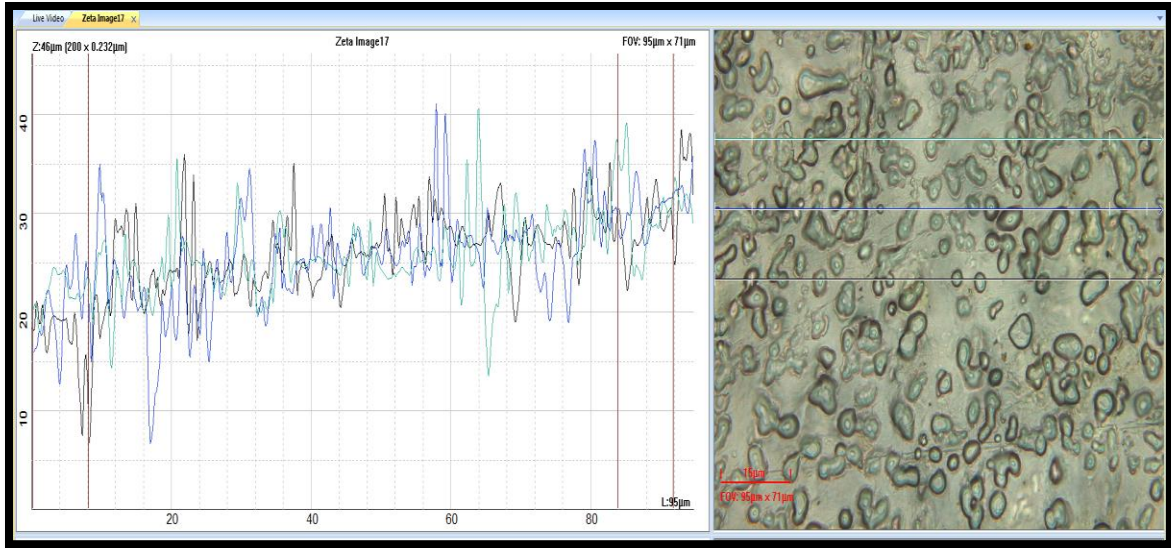 Live Video Zeta Image17 x
Z:46µm (200 x 0.232µm) Zeta Image17 FOV: 95µm x 71µm
40
30
20
10
L:95µm
20 40 60 80
15µm
FOV: 95µm x 71µm